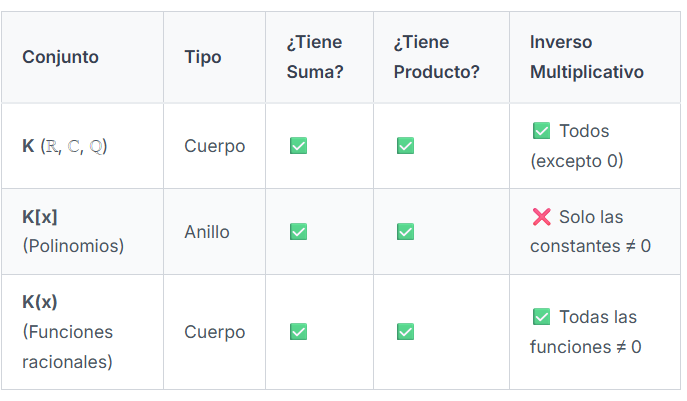 Conjunto
Tipo
¿Tiene
Suma?
¿Tiene
Producto?
Inverso
Multiplicativo
K (ℝ, ℂ, ℚ)
Cuerpo
✅
✅
✅ Todos
(excepto 0)
K[x]
(Polinomios)
Anillo
✅
✅
❌ Solo las
constantes ≠ 0
K(x)
(Funciones
racionales)
Cuerpo
✅
✅
✅ Todas las
funciones ≠ 0